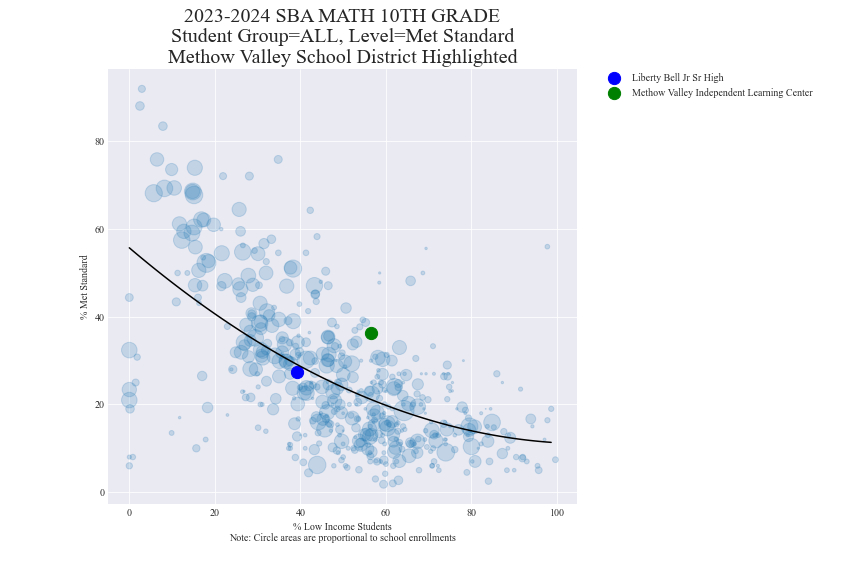 2023-2024 SBA MATH 10TH GRADE
Student Group=ALL, Level=Met Standard
Methow Valley School District Highlighted
Liberty Bell Jr Sr High
Methow Valley Independent Learning Center
% Met Standard
80
60
40
20
0
0 20 40 60 80 100
% Low Income Students
Note: Circle areas are proportional to school enrollments